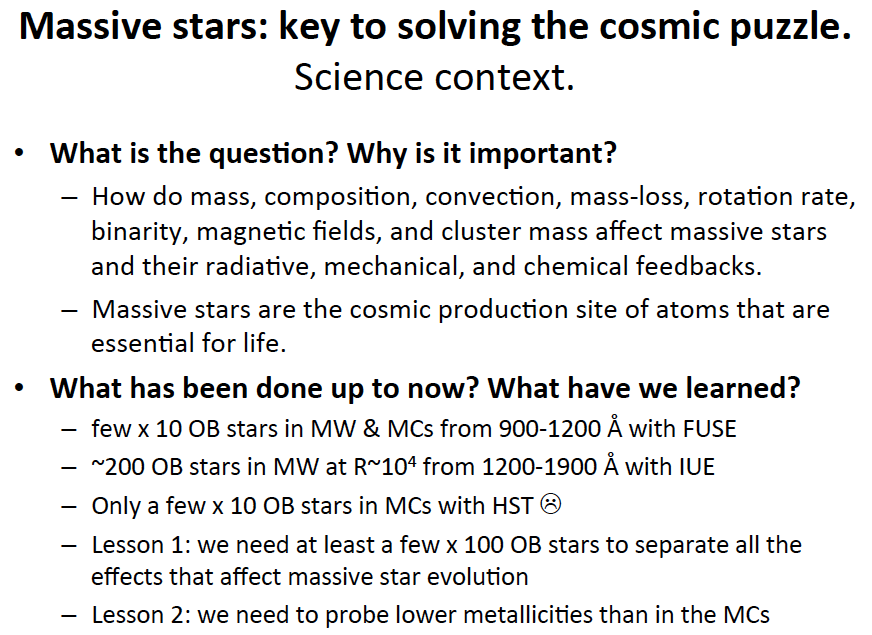 Massive stars: key to solving the cosmic puzzle.
Science context.
• What is the question? Why is it important?
– How do mass, composition, convection, mass-loss, rotation rate,
binarity, magnetic fields, and cluster mass affect massive stars
and their radiative, mechanical, and chemical feedbacks.
– Massive stars are the cosmic production site of atoms that are
essential for life.
• What has been done up to now? What have we learned?
– few x 10 OB stars in MW & MCs from 900-1200 Å with FUSE
– ~200 OB stars in MW at R~10⁴ from 1200-1900 Å with IUE
– Only a few x 10 OB stars in MCs with HST ☹
– Lesson 1: we need at least a few x 100 OB stars to separate all the
effects that affect massive star evolution
– Lesson 2: we need to probe lower metallicities than in the MCs